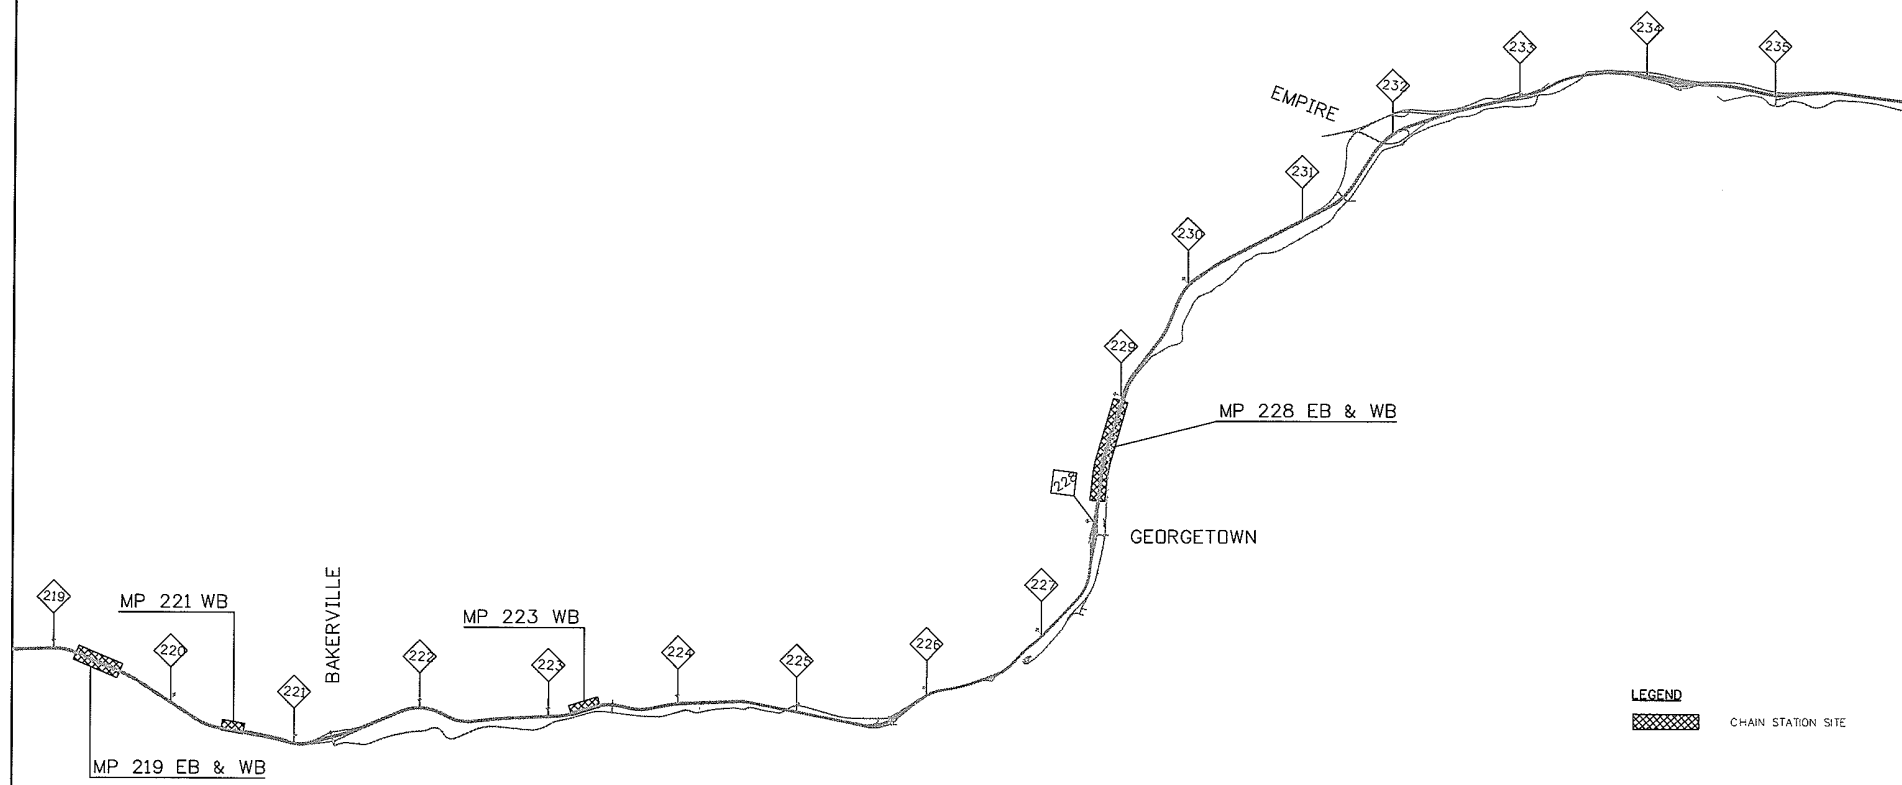 234
233
235
232
EMPIRE
231
230
229
MP 228 EB & WB
228
GEORGETOWN
227
219
MP 221 WB
BAKERVILLE
MP 223 WB
220
222
223
224
225
226
221
LEGEND
CHAIN STATION SITE
MP 219 EB & WB